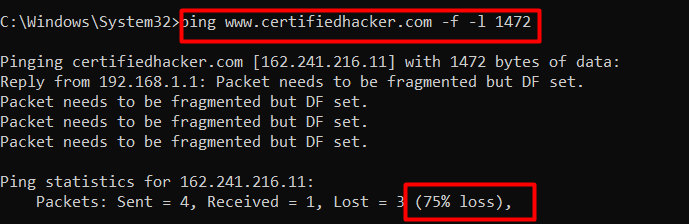 C:\Windows\System32>ping www.certifiedhacker.com -f -l 1472
Pinging certifiedhacker.com [162.241.216.11] with 1472 bytes of data:
Reply from 192.168.1.1: Packet needs to be fragmented but DF set.
Packet needs to be fragmented but DF set.
Packet needs to be fragmented but DF set.
Packet needs to be fragmented but DF set.
Ping statistics for 162.241.216.11:
Packets: Sent = 4, Received = 1, Lost = 3 (75% loss),